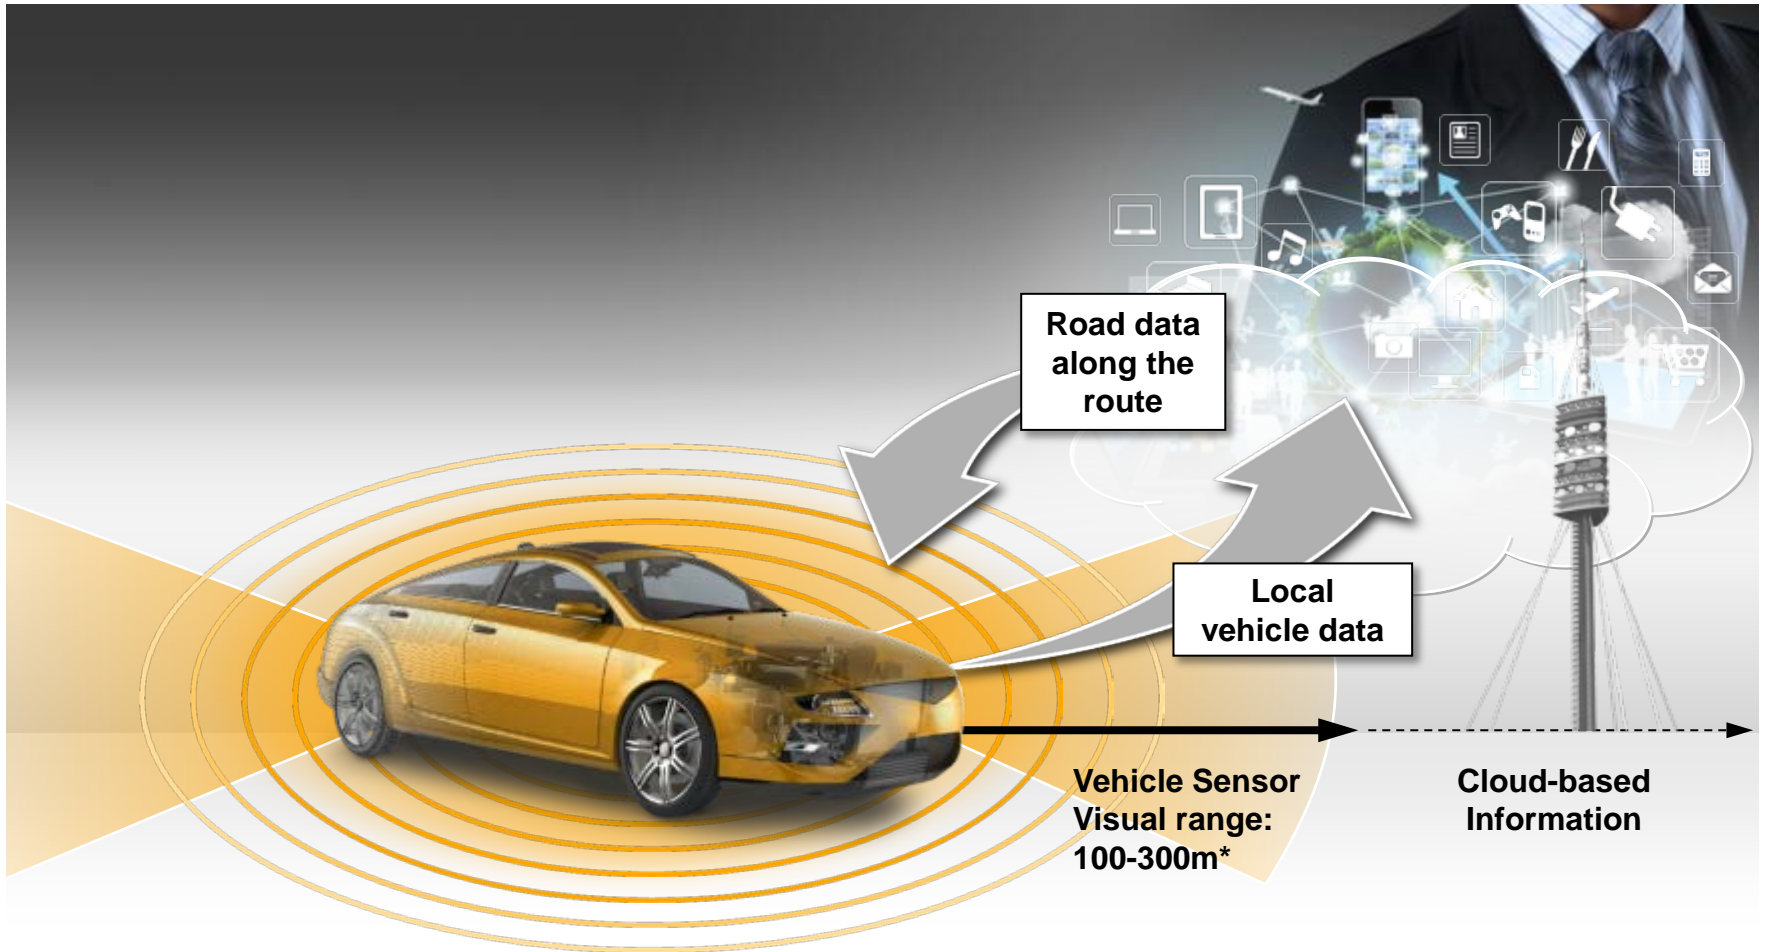 Road data
along the
route
Local
vehicle data
Vehicle Sensor
Visual range:
100-300m*
Cloud-based
Information